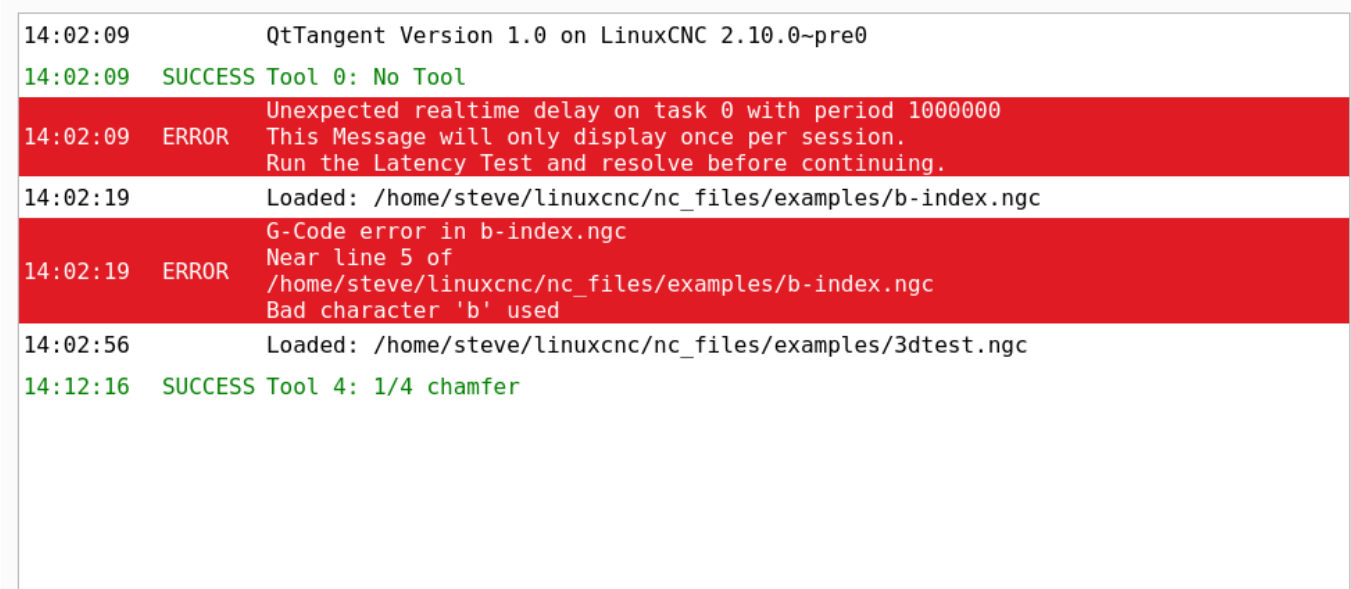 14:02:09 QtTangent Version 1.0 on LinuxCNC 2.10.0~pre0
14:02:09 SUCCESS Tool 0: No Tool
Unexpected realtime delay on task 0 with period 1000000
14:02:09 ERROR This Message will only display once per session.
Run the Latency Test and resolve before continuing.
14:02:19 Loaded: /home/steve/linuxcnc/nc_files/examples/b-index.ngc
G-Code error in b-index.ngc
Near line 5 of
14:02:19 ERROR
/home/steve/linuxcnc/nc_files/examples/b-index.ngc
Bad character 'b' used
14:02:56 Loaded: /home/steve/linuxcnc/nc_files/examples/3dtest.ngc
14:12:16 SUCCESS Tool 4: 1/4 chamfer